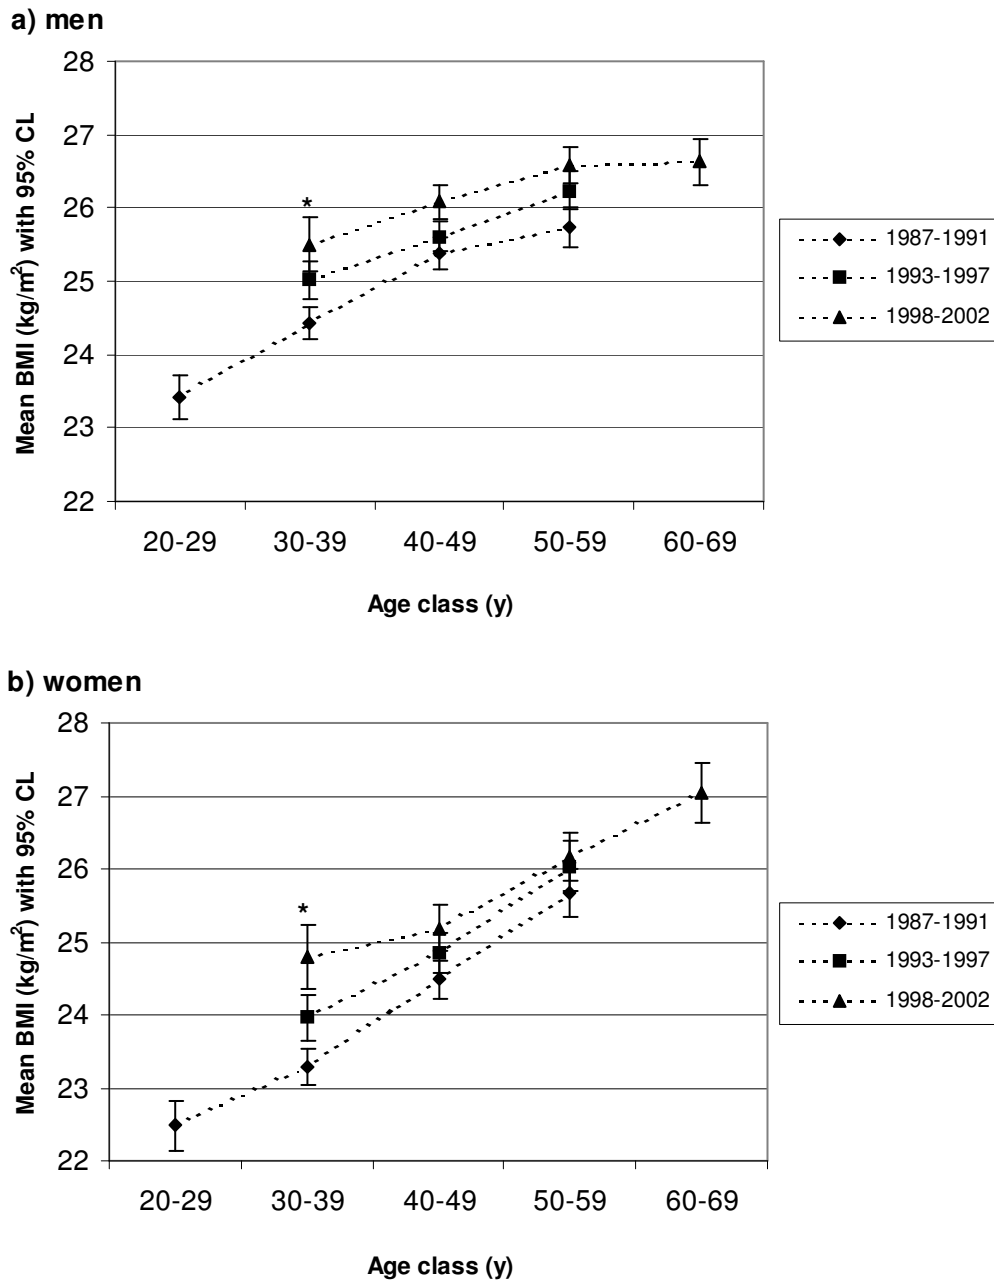 a) men
28
27
26
25
24
23
22
Mean BMI (kg/m²) with 95% CL
*
20-29 30-39 40-49 50-59 60-69
Age class (y)
1987-1991
1993-1997
1998-2002
b) women
28
27
26
25
24
23
22
Mean BMI (kg/m²) with 95% CL
*
20-29 30-39 40-49 50-59 60-69
Age class (y)
1987-1991
1993-1997
1998-2002